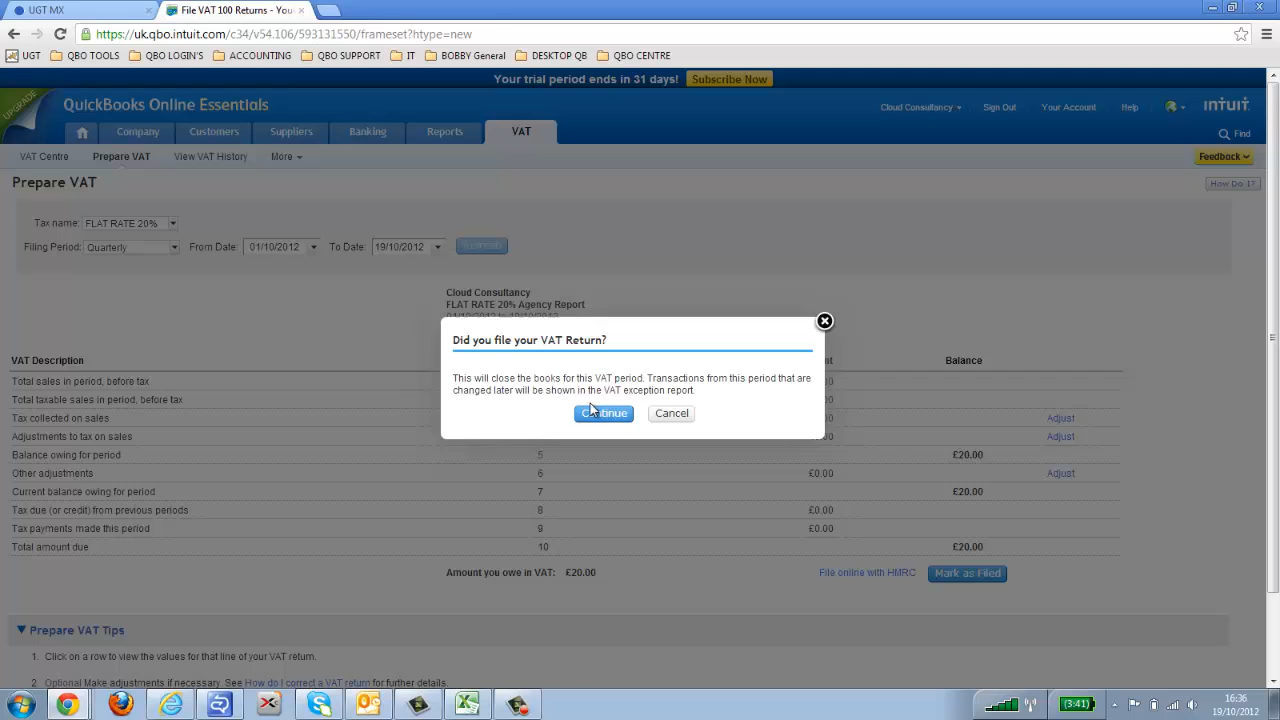 UGT MX
File VAT 100 Returns - You
https://uk.qbo.intuit.com/c34/v54.106/593131550/frameset?htype=new
UGT QBO TOOLS QBO LOGIN'S ACCOUNTING QBO SUPPORT IT BOBBY General DESKTOP QB QBO CENTRE
Your trial period ends in 31 days! Subscribe Now
QuickBooks Online Essentials
Cloud Consultancy Sign Out Your Account Help INTUIT
Company Customers Suppliers Banking Reports VAT
Find
VAT Centre Prepare VAT View VAT History More
Feedback
Prepare VAT
How Do I?
Tax name: FLAT RATE 20%
Filing Period: Quarterly From Date: 01/10/2012 To Date: 19/10/2012
Cloud Consultancy
FLAT RATE 20% Agency Report
Did you file your VAT Return?
This will close the books for this VAT period. Transactions from this period that are
changed later will be shown in the VAT exception report.
Continue Cancel
VAT Description Balance
Total sales in period, before tax
Total taxable sales in period, before tax
Tax collected on sales Adjust
Adjustments to tax on sales Adjust
Balance owing for period 5 £20.00
Other adjustments 6 £0.00 Adjust
Current balance owing for period 7 £20.00
Tax due (or credit) from previous periods 8 £0.00
Tax payments made this period 9 £0.00
Total amount due 10 £20.00
Amount you owe in VAT: £20.00 File online with HMRC Mark as Filed
Prepare VAT Tips
1. Click on a row to view the values for that line of your VAT return.
2. Optional Make adjustments if necessary. See How do I correct a VAT return for further details.
(3:41)
16:36
19/10/2012